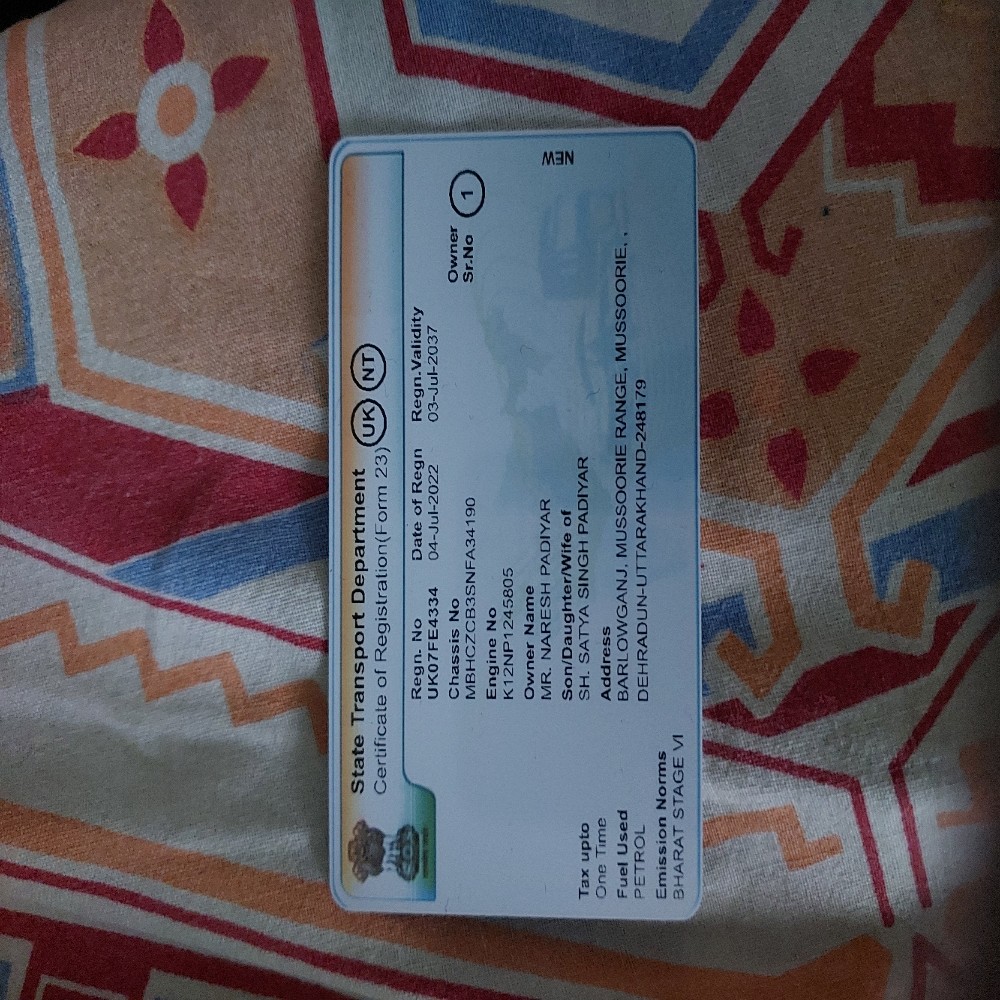 State Transport Department UK NT
Certificate of Registration(Form 23)
Regn. No Date of Regn Regn.Validity
UK07FE4334 04-Jul-2022 03-Jul-2037
Chassis No Owner
MBHCZCB3SNFA34190 Sr.No 1
Engine No
K12NP1245805
Owner Name
MR. NARESH PADIYAR NEW
Son/Daughter/Wife of
SH. SATYA SINGH PADIYAR
Tax upto
One Time
Address
BARLOWGANJ, MUSSOORIE RANGE, MUSSOORIE, ,
DEHRADUN-UTTARAKHAND-248179
Fuel Used
PETROL
Emission Norms
BHARAT STAGE VI